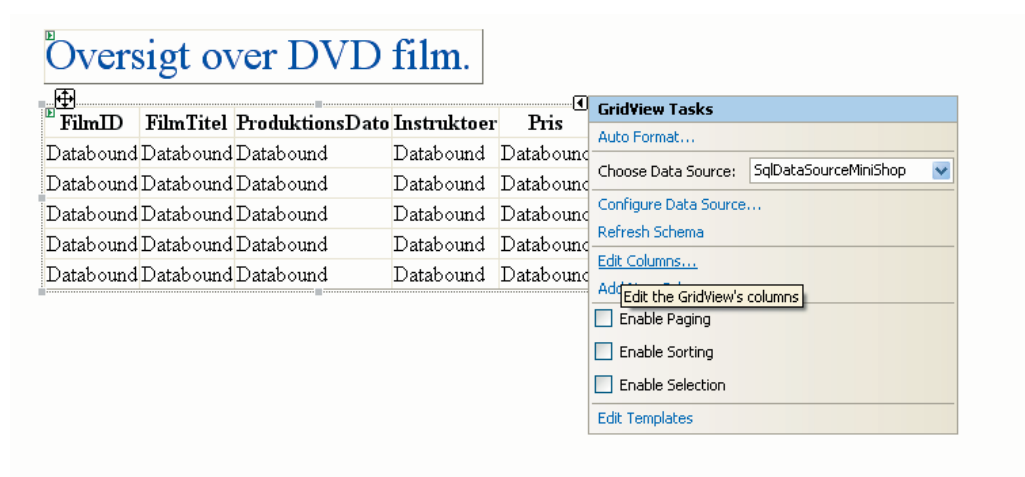 Oversigt over DVD film.
FilmID FilmTitel ProduktionsDato Instruktoer Pris
Databound Databound Databound Databound Databound
Databound Databound Databound Databound Databound
Databound Databound Databound Databound Databound
Databound Databound Databound Databound Databound
Databound Databound Databound Databound Databound
GridView Tasks
Auto Format...
Choose Data Source: SqlDataSourceMiniShop
Configure Data Source...
Refresh Schema
Edit Columns...
Edit the GridView's columns
Enable Paging
Enable Sorting
Enable Selection
Edit Templates